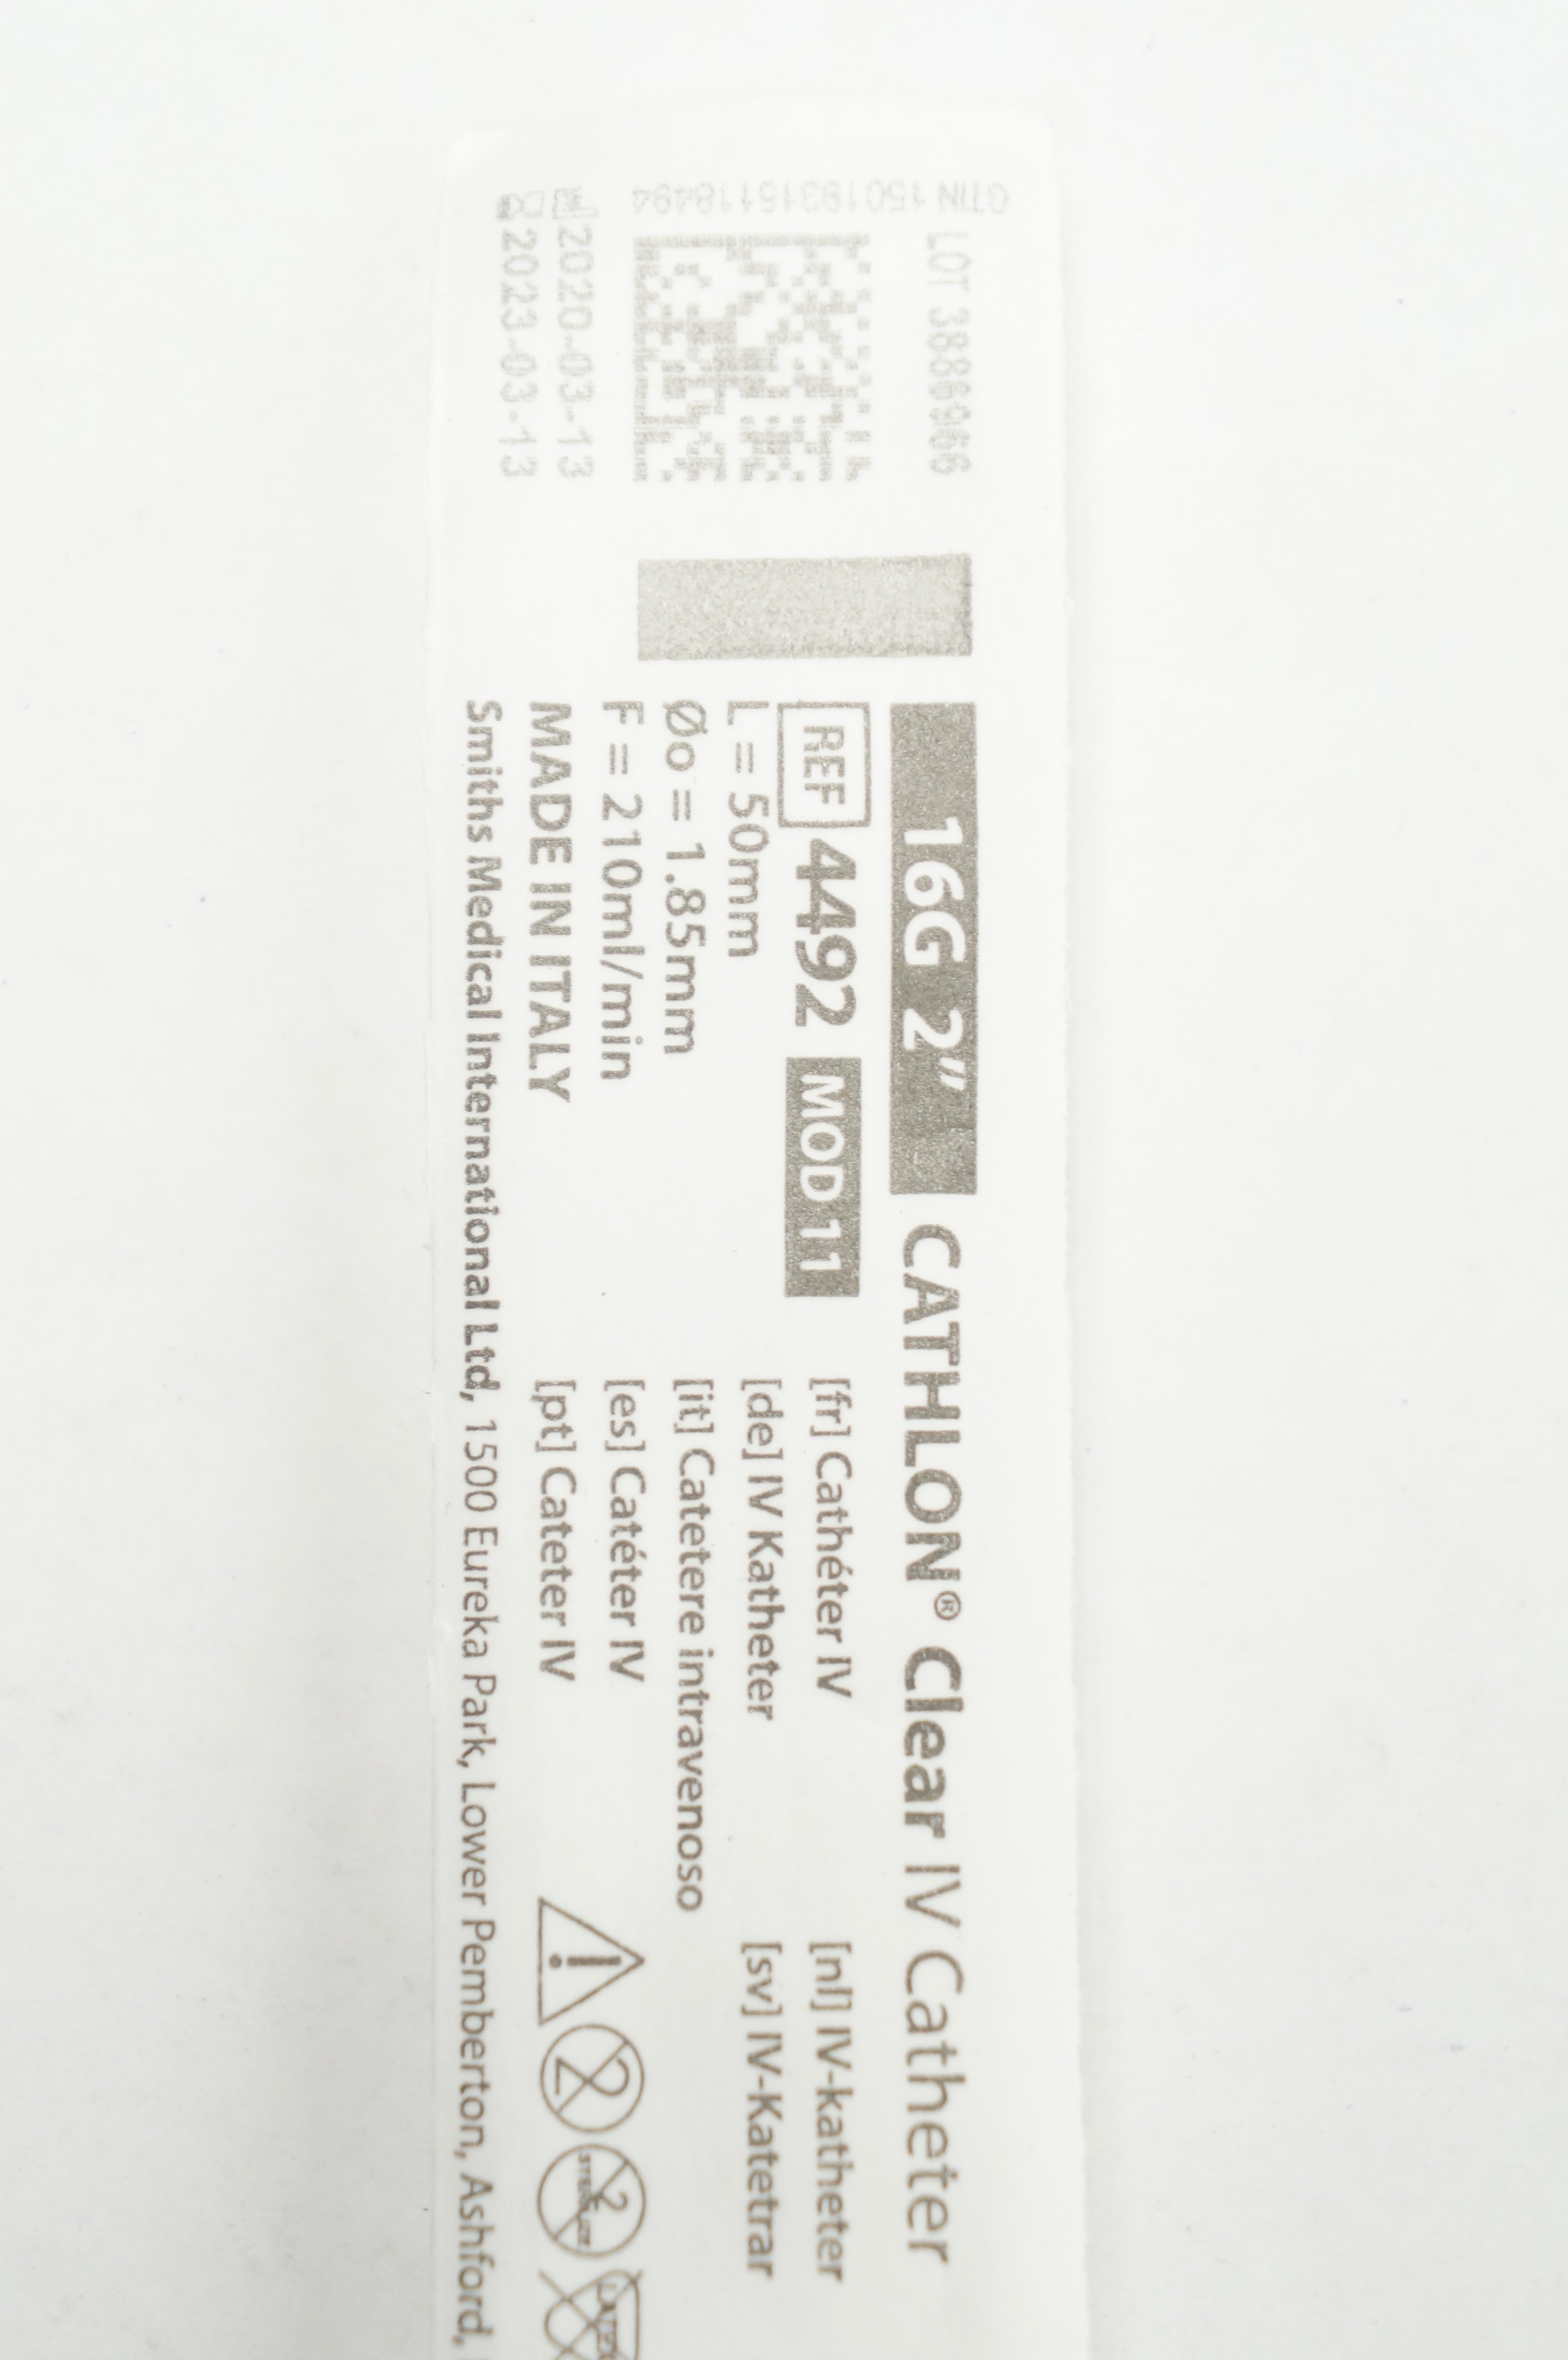 GTIN 15019315118494
LOT 3886966
2020-03-13
2023-03-13
16G 2" CATHLON® Clear IV Catheter
REF 4492 MOD 11
L = 50mm
Øo = 1.85mm
F = 210ml/min
MADE IN ITALY
[fr] Cathéter IV
[de] IV Katheter
[it] Catetere intravenoso
[es] Catéter IV
[pt] Cateter IV
[nl] IV-katheter
[sv] IV-Katetrar
2
2
Smiths Medical International Ltd, 1500 Eureka Park, Lower Pemberton, Ashford,